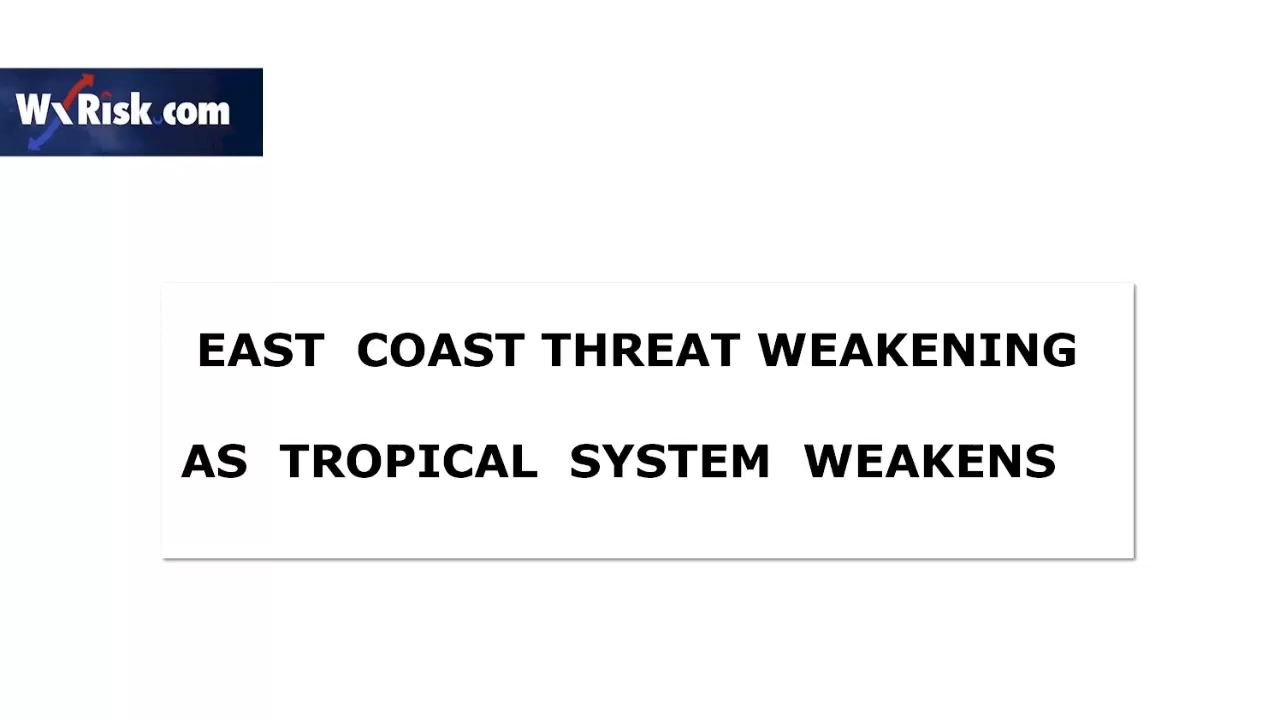 WxRisk.com
EAST COAST THREAT WEAKENING
AS TROPICAL SYSTEM WEAKENS